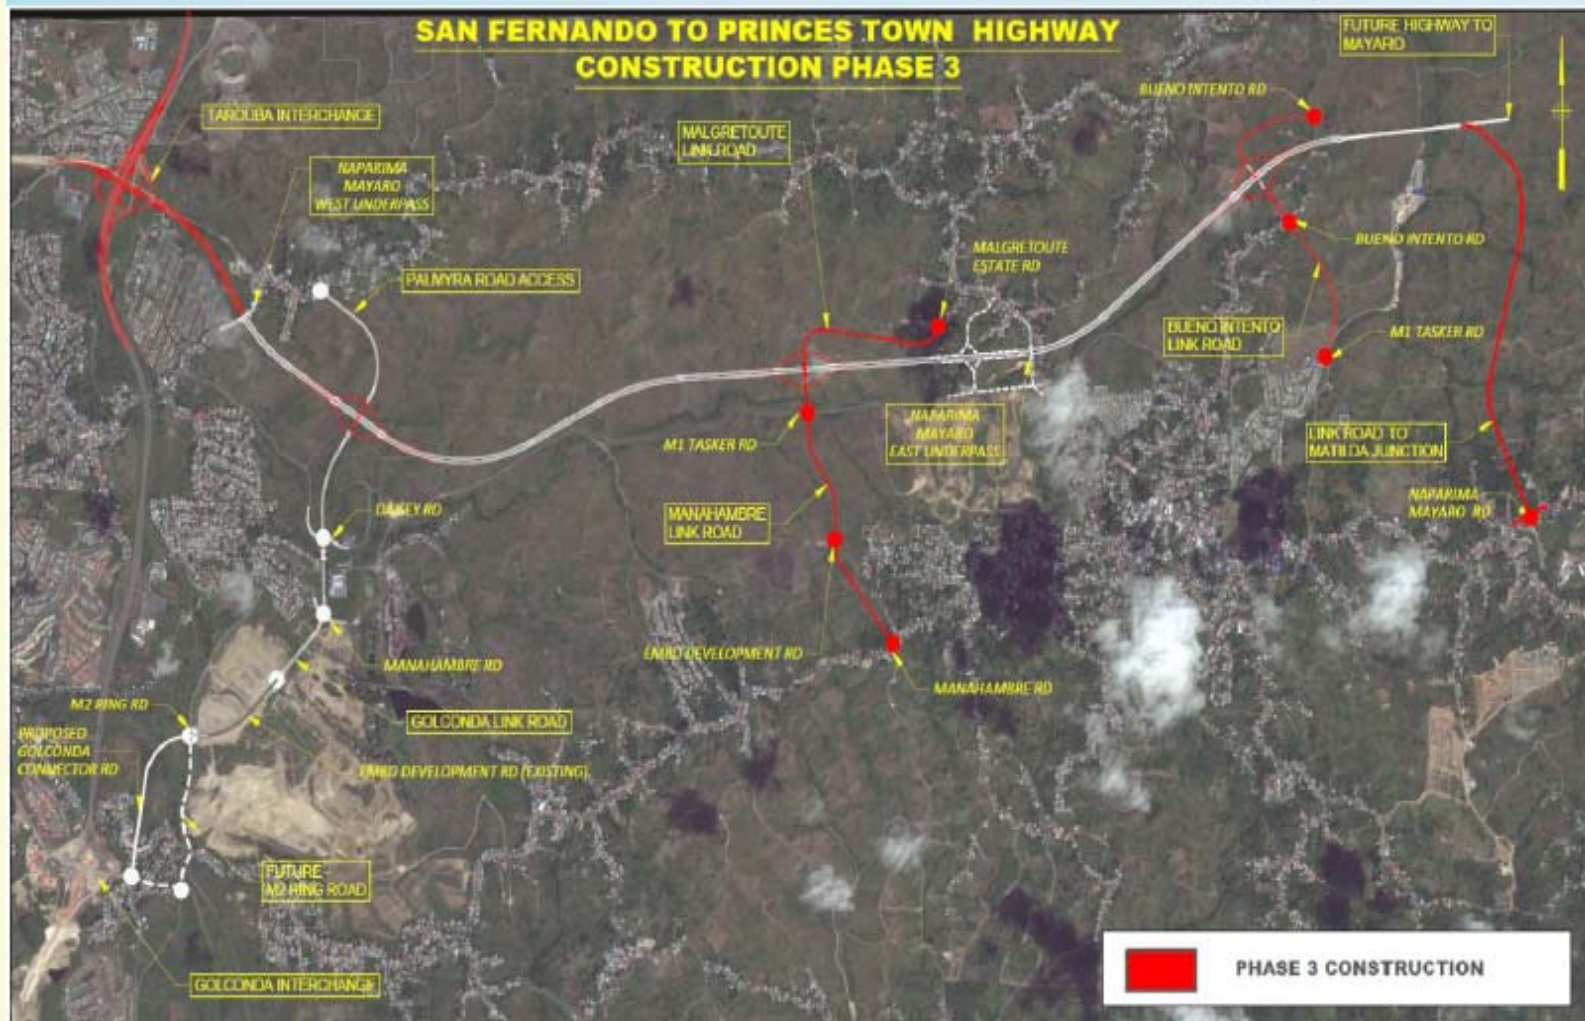 SAN FERNANDO TO PRINCES TOWN HIGHWAY
CONSTRUCTION PHASE 3
FUTURE HIGHWAY TO
MAYARO
BUENO INTENTO RD
TAROUBA INTERCHANGE
MALGRETOUTE
LINK ROAD
NAPARIMA
MAYARO
WEST UNDERPASS
MALGRETOUTE
ESTATE RD
BUENO INTENTO RD
PALMYRA ROAD ACCESS
BUENO INTENTO
LINK ROAD
M1 TASKER RD
NAPARIMA
MAYARO
EAST UNDERPASS
M1 TASKER RD
LINK ROAD TO
MATILDA JUNCTION
NAPARIMA
MAYARO RD
OAKEY RD
MANAHAMBRE
LINK ROAD
EMBD DEVELOPMENT RD
MANAHAMBRE RD
MANAHAMBRE RD
M2 RING RD
GOLCONDA LINK ROAD
PROPOSED
GOLCONDA
CONNECTOR RD
EMBD DEVELOPMENT RD (EXISTING)
FUTURE
M2 RING ROAD
GOLCONDA INTERCHANGE
PHASE 3 CONSTRUCTION